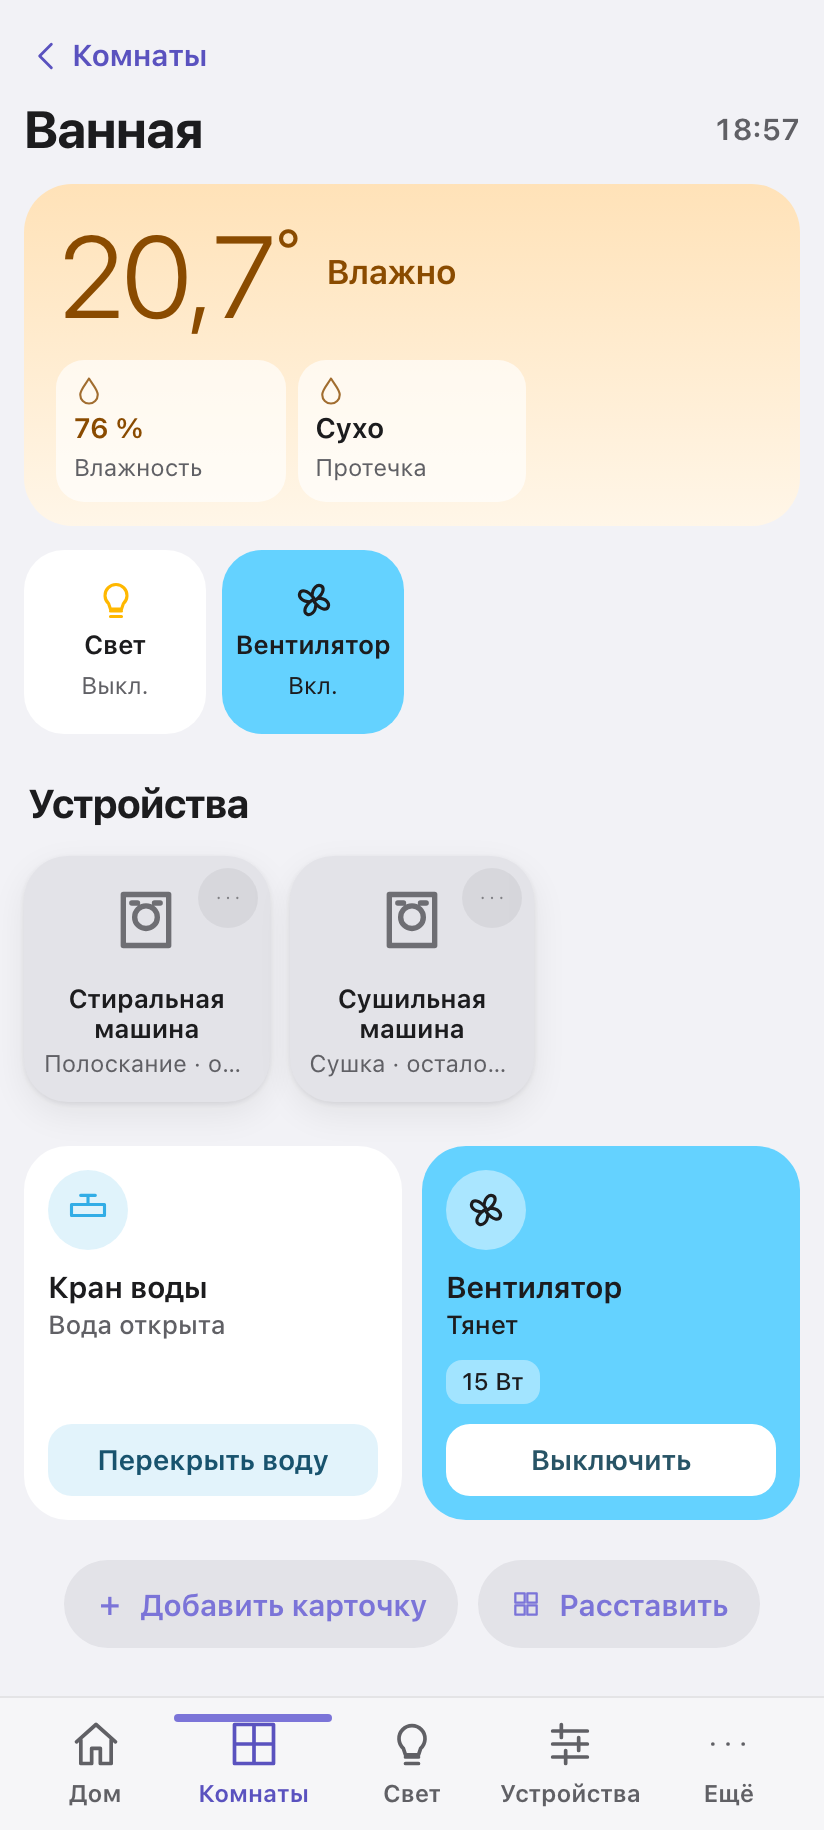 Комнаты
Ванная
18:57
20,7°
Влажно
76 %
Влажность
Сухо
Протечка
Свет
Выкл.
Вентилятор
Вкл.
Устройства
Стиральная
машина
Полоскание · о...
Сушильная
машина
Сушка · остало...
Кран воды
Вода открыта
Перекрыть воду
Вентилятор
Тянет
15 Вт
Выключить
+ Добавить карточку
Расставить
Дом
Комнаты
Свет
Устройства
Ещё